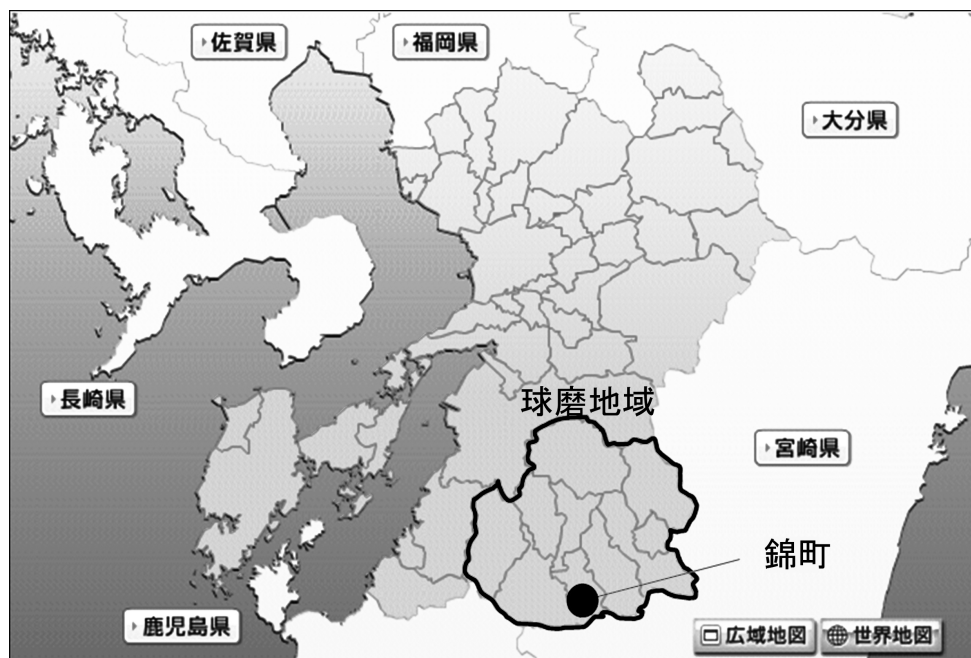 佐賀県
福岡県
大分県
長崎県
球磨地域
宮崎県
錦町
鹿児島県
広域地図
世界地図